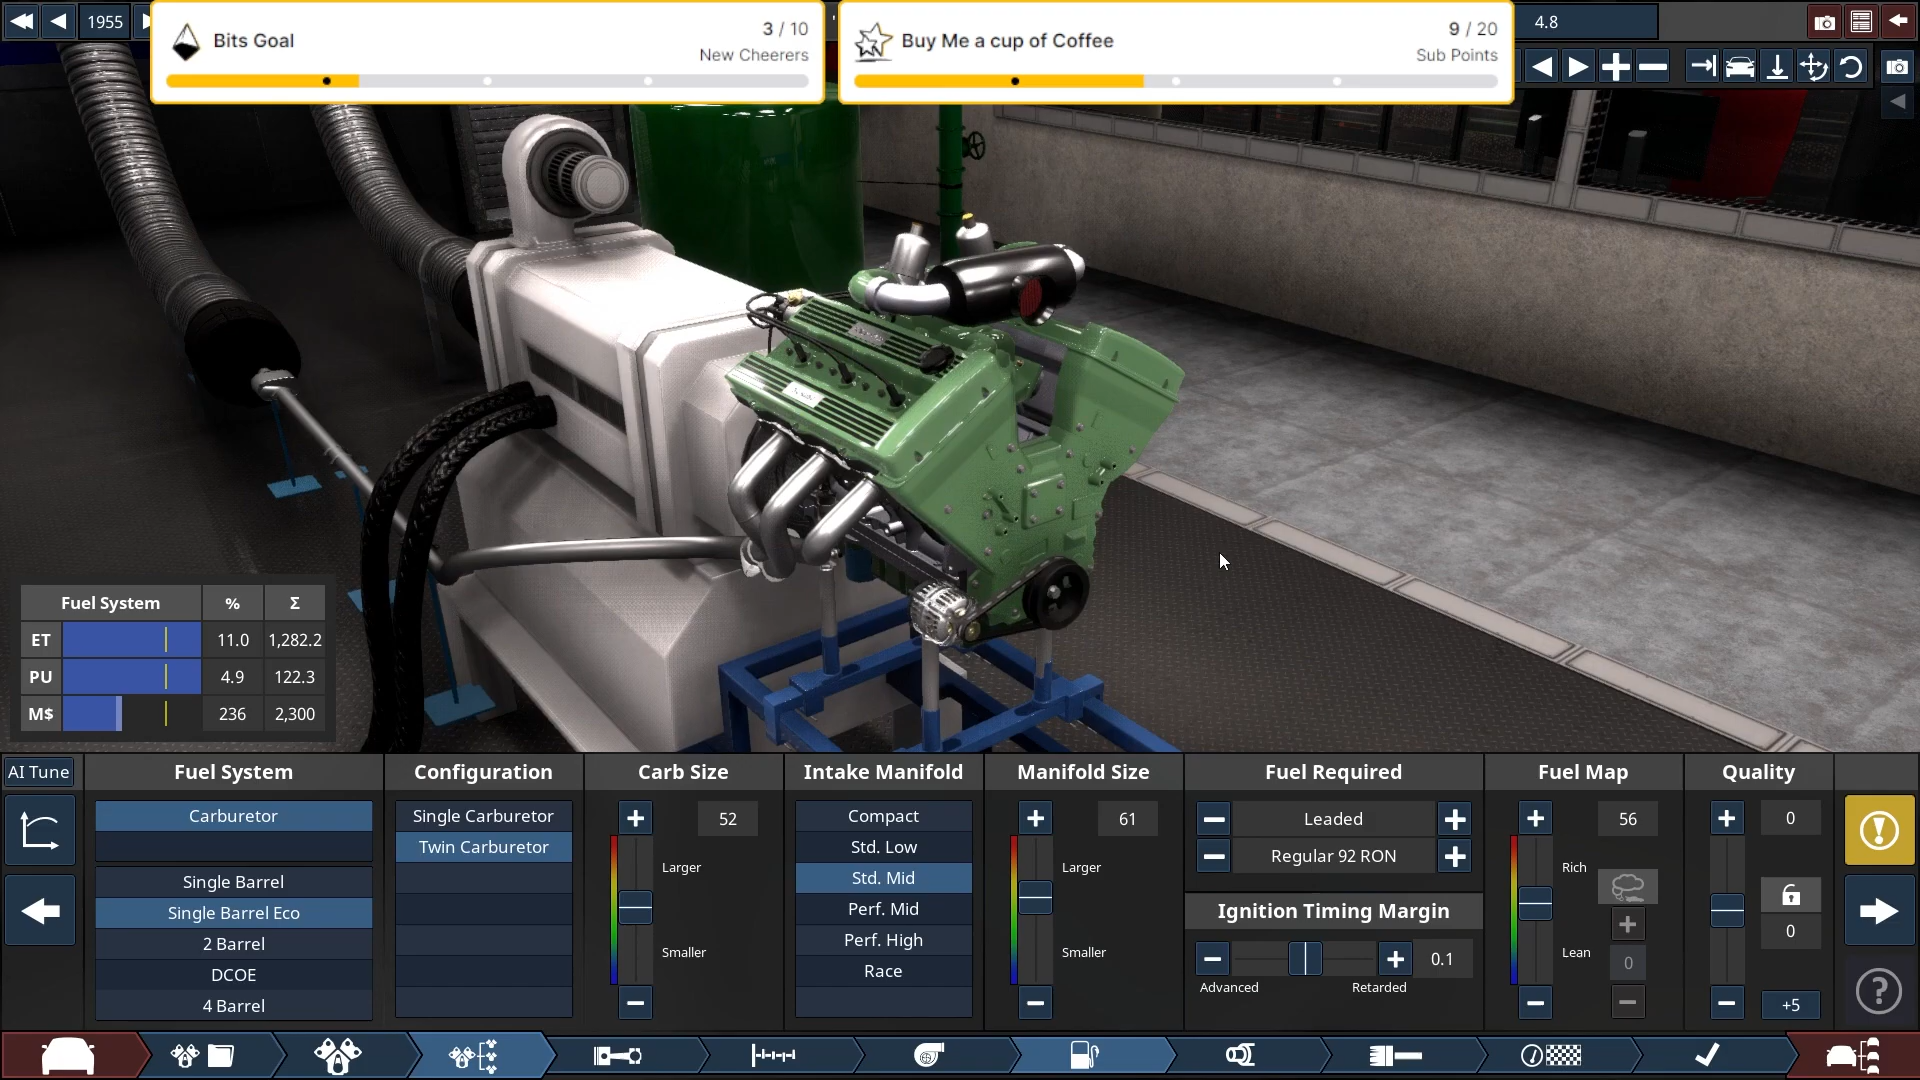 1955
4.8
Bits Goal
3 / 10
New Cheerers
Buy Me a cup of Coffee
9 / 20
Sub Points
Fuel System % Σ
ET 11.0 1,282.2
PU 4.9 122.3
M$ 236 2,300
AI Tune
Fuel System
Carburetor
Single Barrel
Single Barrel Eco
2 Barrel
DCOE
4 Barrel
Configuration
Single Carburetor
Twin Carburetor
Carb Size
52
Larger
Smaller
Intake Manifold
Compact
Std. Low
Std. Mid
Perf. Mid
Perf. High
Race
Manifold Size
61
Larger
Smaller
Fuel Required
Leaded
Regular 92 RON
Ignition Timing Margin
0.1
Advanced
Retarded
Fuel Map
56
Rich
Lean
0
Quality
0
0
+5
?